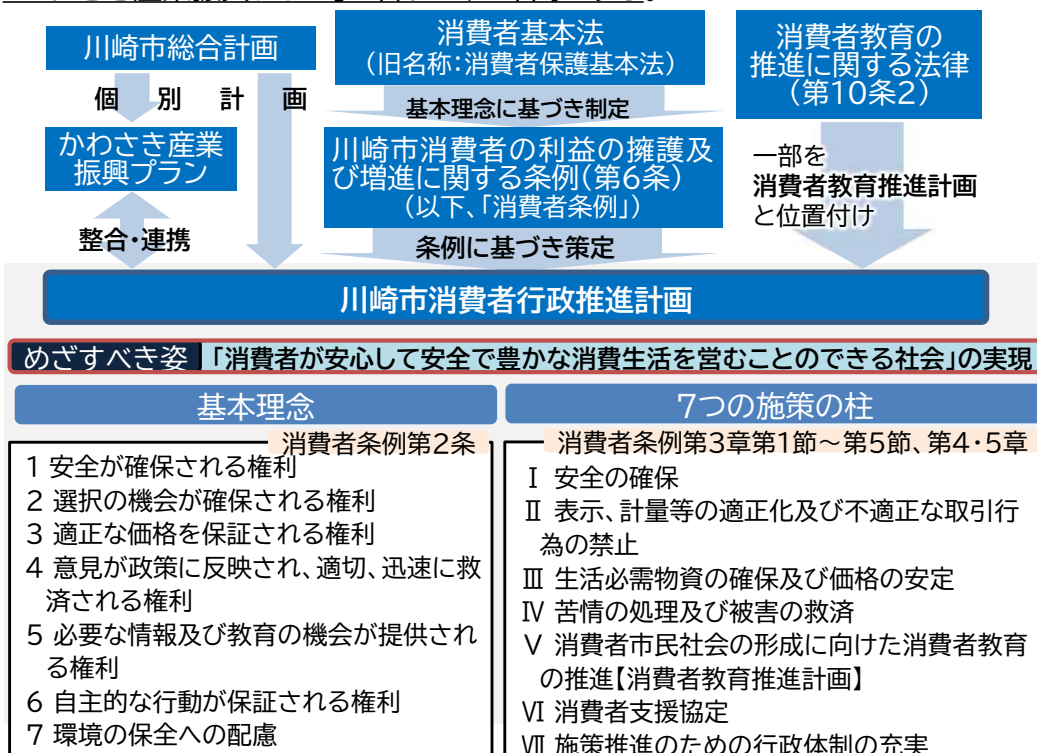 川崎市総合計画
消費者基本法
（旧名称：消費者保護基本法）
消費者教育の
推進に関する法律
（第10条2）
個別計画
基本理念に基づき制定
かわさき産業
振興プラン
川崎市消費者の利益の擁護及
び増進に関する条例（第6条）
（以下、「消費者条例」）
一部を
消費者教育推進計画
と位置付け
整合・連携
条例に基づき策定
川崎市消費者行政推進計画
めざすべき姿 「消費者が安心して安全で豊かな消費生活を営むことのできる社会」の実現
基本理念
消費者条例第2条
1 安全が確保される権利
2 選択の機会が確保される権利
3 適正な価格を保証される権利
4 意見が政策に反映され、適切、迅速に救
済される権利
5 必要な情報及び教育の機会が提供され
る権利
6 自主的な行動が保証される権利
7 環境の保全への配慮
7つの施策の柱
消費者条例第3章第1節～第5節、第4・5章
Ⅰ 安全の確保
Ⅱ 表示、計量等の適正化及び不適正な取引行
為の禁止
Ⅲ 生活必需物資の確保及び価格の安定
Ⅳ 苦情の処理及び被害の救済
Ⅴ 消費者市民社会の形成に向けた消費者教育
の推進【消費者教育推進計画】
Ⅵ 消費者支援協定
Ⅶ 施策推進のための行政体制の充実